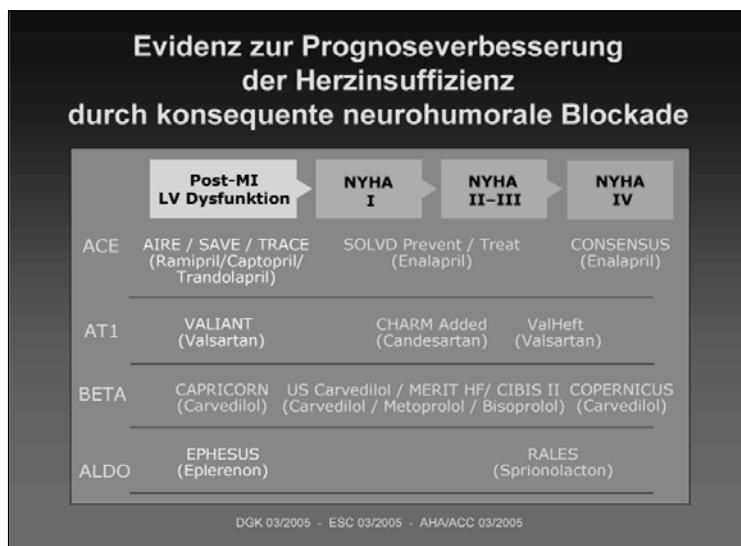 Evidenz zur Prognoseverbesserung
der Herzinsuffizienz
durch konsequente neurohumorale Blockade
Post-MI
LV Dysfunktion
NYHA
I
NYHA
II–III
NYHA
IV
ACE
AIRE / SAVE / TRACE
(Ramipril/Captopril/
Trandolapril)
SOLVD Prevent / Treat
(Enalapril)
CONSENSUS
(Enalapril)
AT1
VALIANT
(Valsartan)
CHARM Added
(Candesartan)
ValHeft
(Valsartan)
BETA
CAPRICORN
(Carvedilol)
US Carvedilol / MERIT HF/ CIBIS II
(Carvedilol / Metoprolol / Bisoprolol)
COPERNICUS
(Carvedilol)
ALDO
EPHESUS
(Eplerenon)
RALES
(Sprionolacton)
DGK 03/2005 - ESC 03/2005 - AHA/ACC 03/2005